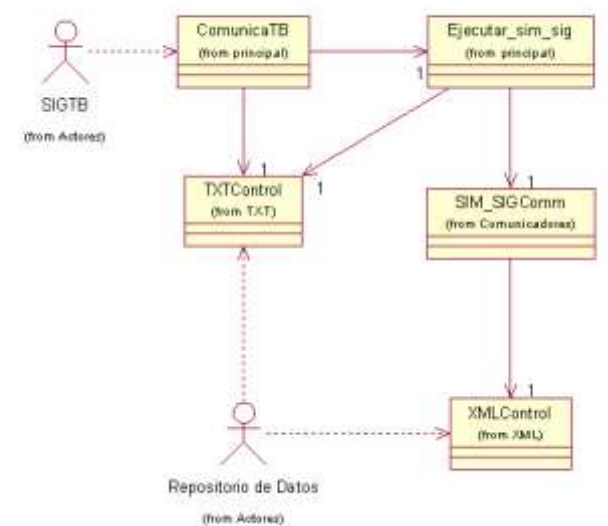 ComunicaTB
(from principal)
Ejecutar_sim_sig
(from principal)
1
SIGTB
(from Actores)
1
TXTControl
(from TXT)
1
1
SIM_SIGComm
(from Comunicadores)
1
XMLControl
(from XML)
Repositorio de Datos
(from Actores)